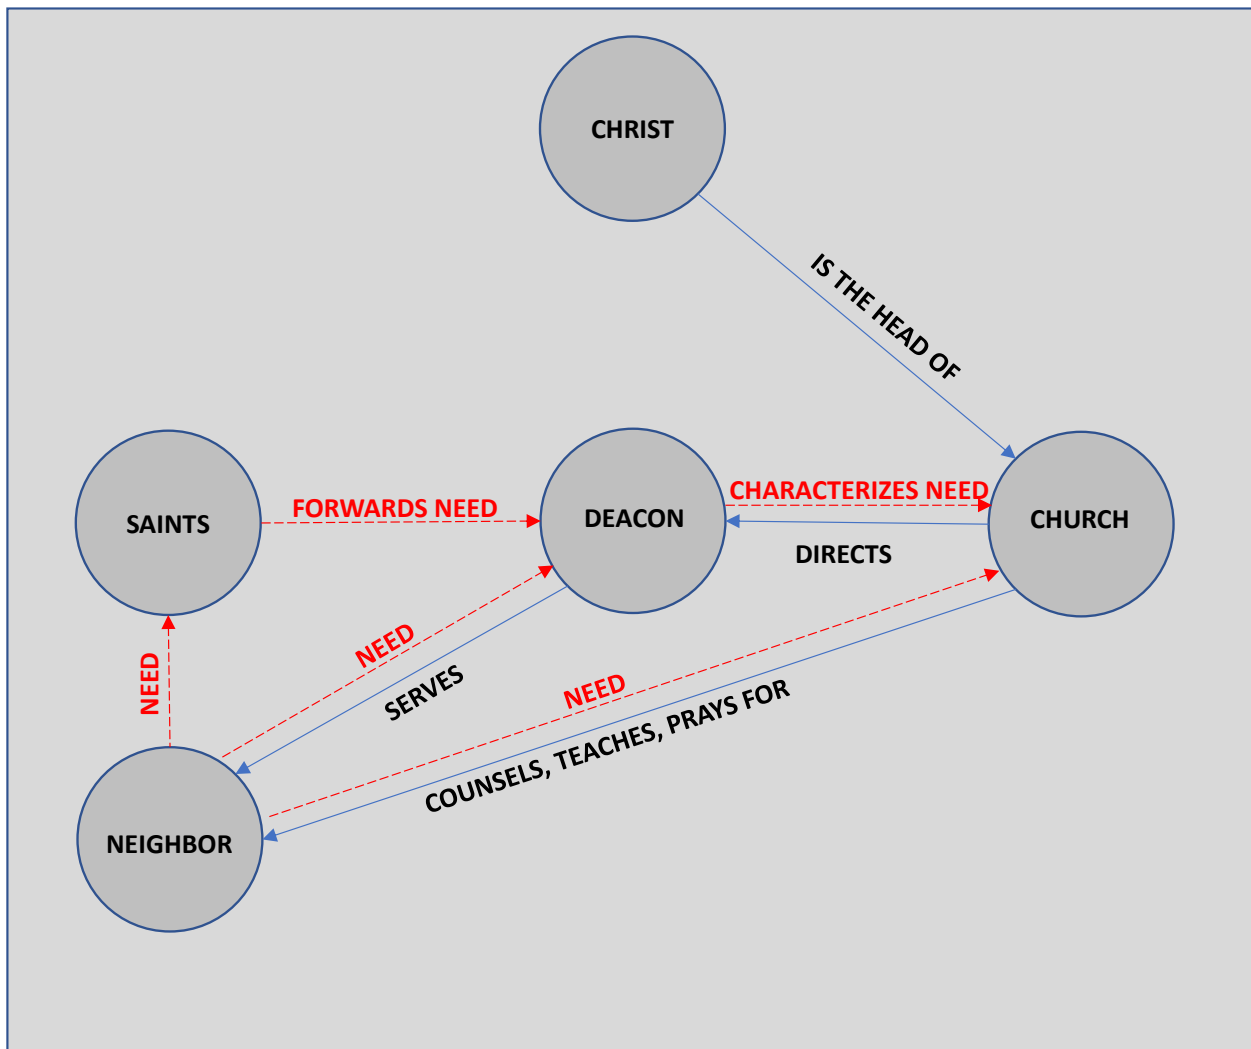 CHRIST
IS THE HEAD OF
SAINTS
FORWARDS NEED
DEACON
CHARACTERIZES NEED
CHURCH
DIRECTS
NEED
NEED
SERVES
NEED
COUNSELS, TEACHES, PRAYS FOR
NEIGHBOR